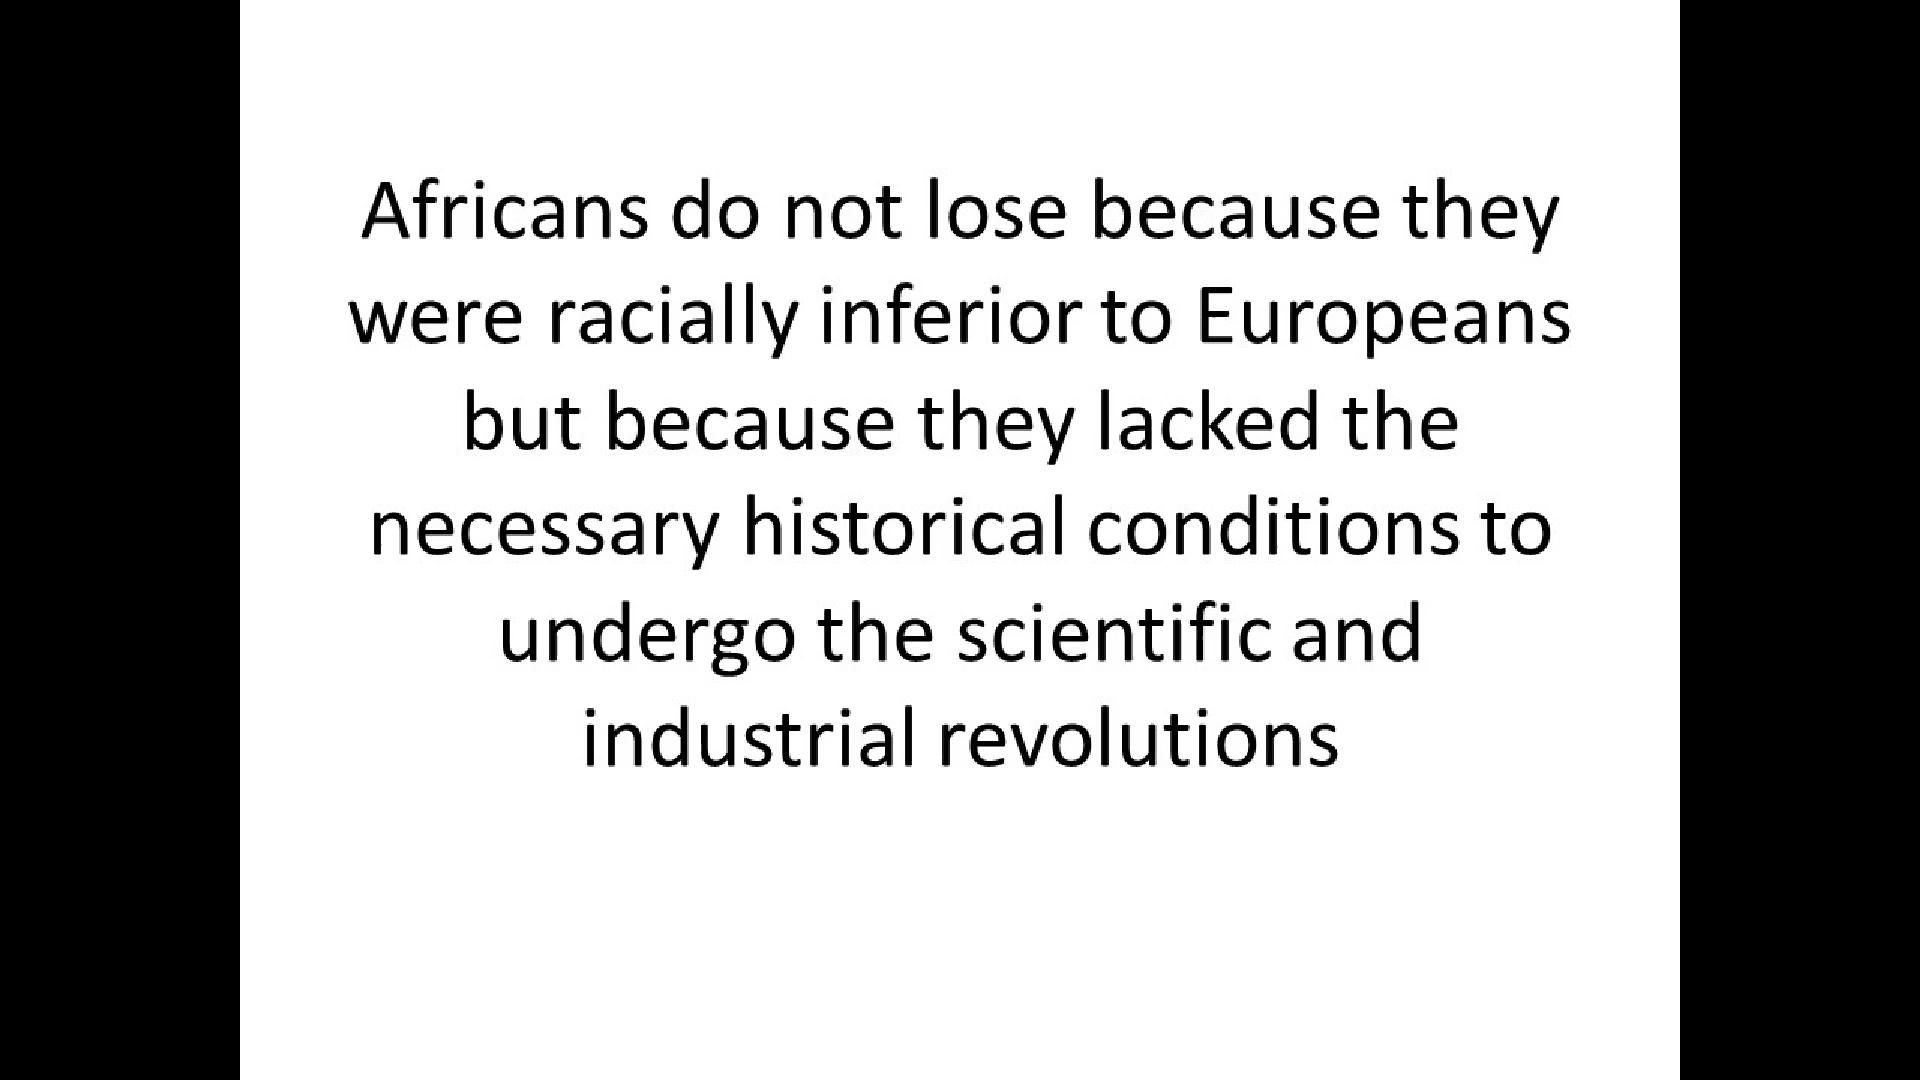 Africans do not lose because they
were racially inferior to Europeans
but because they lacked the
necessary historical conditions to
undergo the scientific and
industrial revolutions